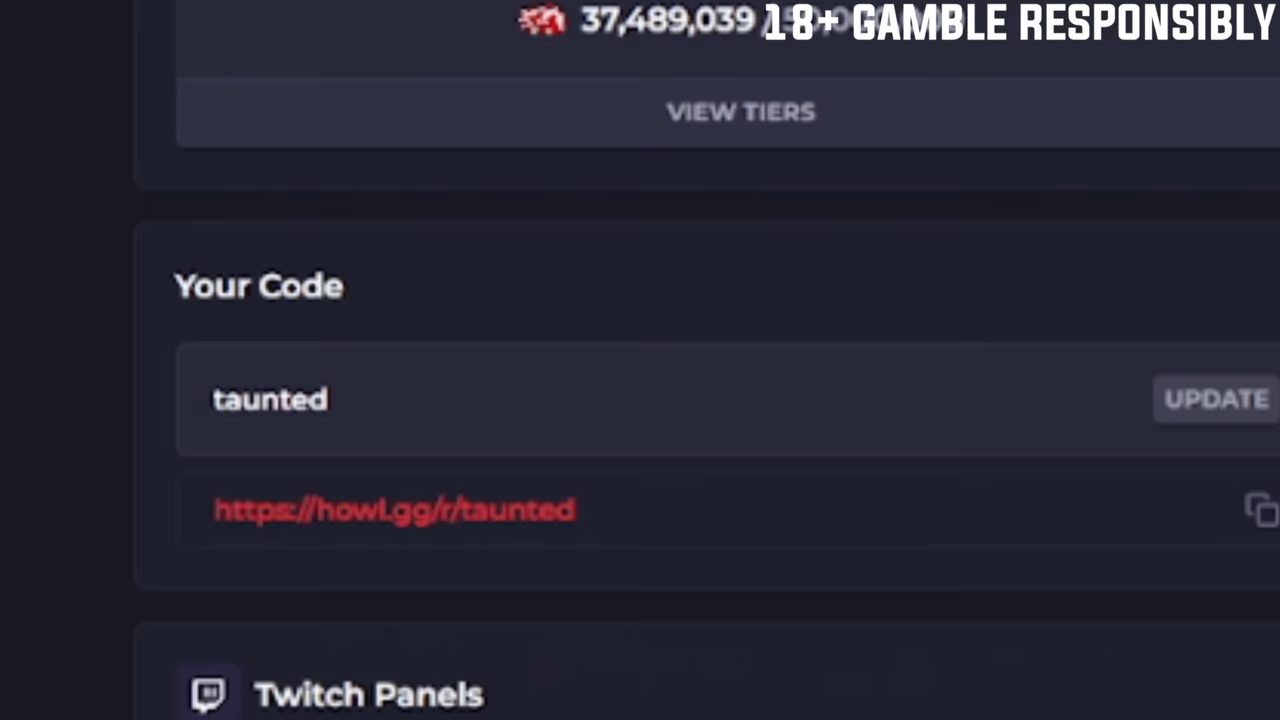 37,489,039 /
18+ GAMBLE RESPONSIBLY
VIEW TIERS
Your Code
taunted
UPDATE
https://howl.gg/r/taunted
Twitch Panels